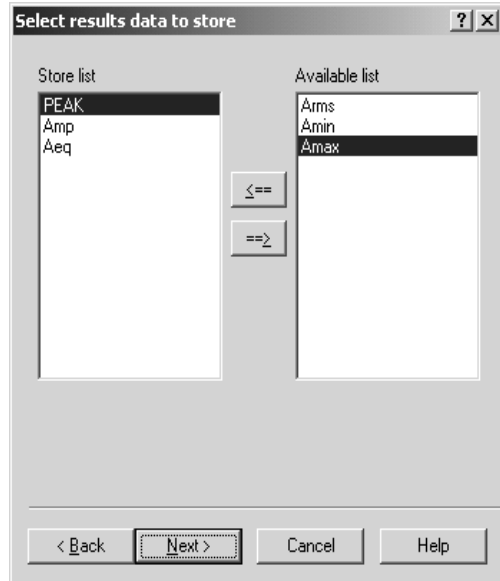 Select results data to store
? ×
Store list
Available list
PEAK
Amp
Aeq
Arms
Amin
Amax
<==
==>
< Back
Next >
Cancel
Help